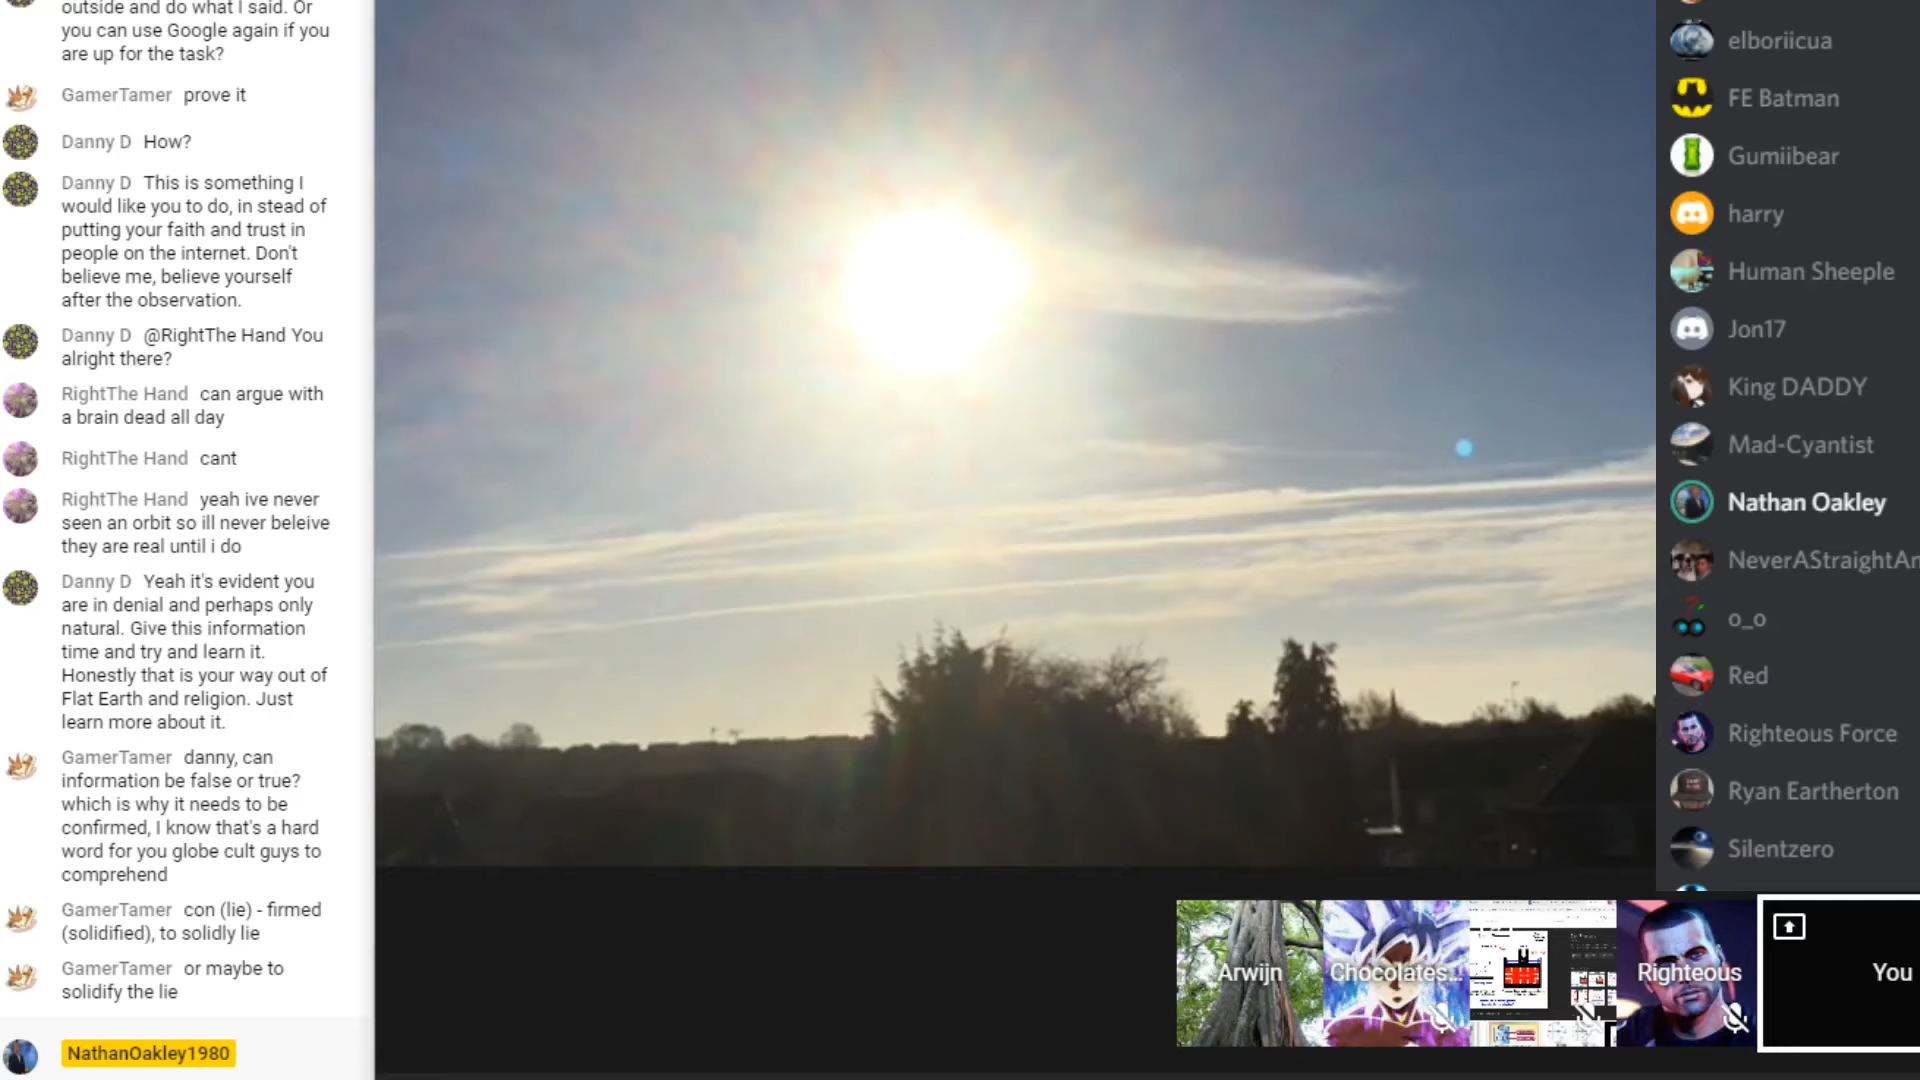 outside and do what I said. Or
you can use Google again if you
are up for the task?
GamerTamer prove it
Danny D How?
Danny D This is something I
would like you to do, in stead of
putting your faith and trust in
people on the internet. Don't
believe me, believe yourself
after the observation.
Danny D @RightThe Hand You
alright there?
RightThe Hand can argue with
a brain dead all day
RightThe Hand cant
RightThe Hand yeah ive never
seen an orbit so ill never beleive
they are real until i do
Danny D Yeah it's evident you
are in denial and perhaps only
natural. Give this information
time and try and learn it.
Honestly that is your way out of
Flat Earth and religion. Just
learn more about it.
GamerTamer danny, can
information be false or true?
which is why it needs to be
confirmed, I know that's a hard
word for you globe cult guys to
comprehend
GamerTamer con (lie) - firmed
(solidified), to solidly lie
GamerTamer or maybe to
solidify the lie
NathanOakley1980
elboriicua
FE Batman
Gumiibear
harry
Human Sheeple
Jon17
King DADDY
Mad-Cyantist
Nathan Oakley
NeverAStraightAn
o_o
Red
Righteous Force
Ryan Eartherton
Silentzero
Arwijn
Chocolates...
Righteous
You